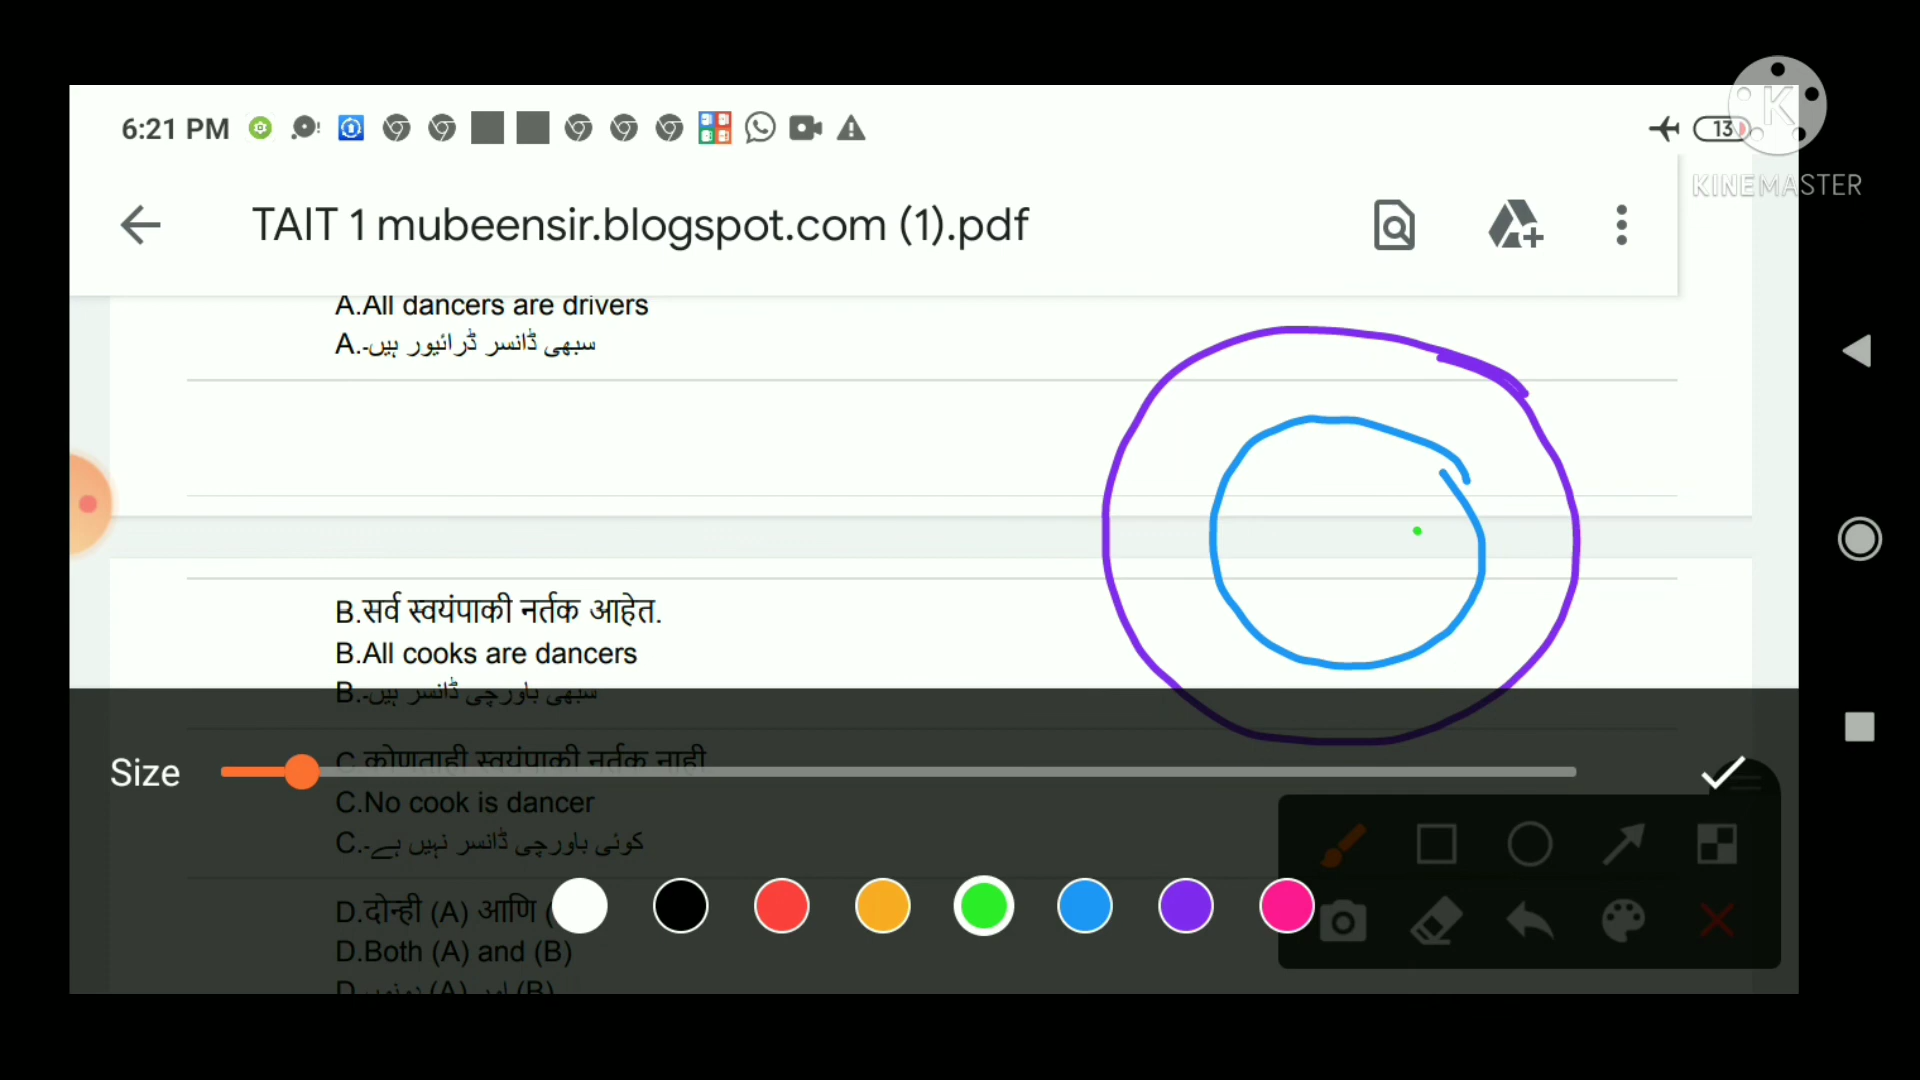 6:21 PM
13
KINEMASTER
TAIT 1 mubeensir.blogspot.com (1).pdf
A.All dancers are drivers
A.سبھی ڈانسر ڈرائیور ہیں۔
B.सर्व स्वयंपाकी नर्तक आहेत.
B.All cooks are dancers
B.سبھی باورچی ڈانسر ہیں۔
C.कोणताही स्वयंपाकी नर्तक नाही
Size
C.No cook is dancer
C.کوئی باورچی ڈانسر نہیں ہے۔
D.दोन्ही (A) आणि (
D.Both (A) and (B)
D. دونوں (A) اور (B)